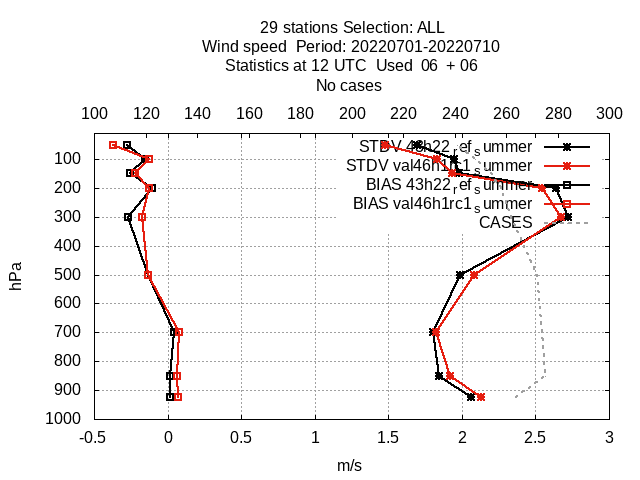 29 stations Selection: ALL
Wind speed  Period: 20220701-20220710
Statistics at 12 UTC  Used  06  + 06
No cases
100 120 140 160 180 200 220 240 260 280 300
STDV 43h22_ref_summer
STDV val46h1rc1_summer
BIAS 43h22_ref_summer
BIAS val46h1rc1_summer
CASES
100
200
300
400
500
600
700
800
900
1000
hPa
-0.5 0 0.5 1 1.5 2 2.5 3
m/s